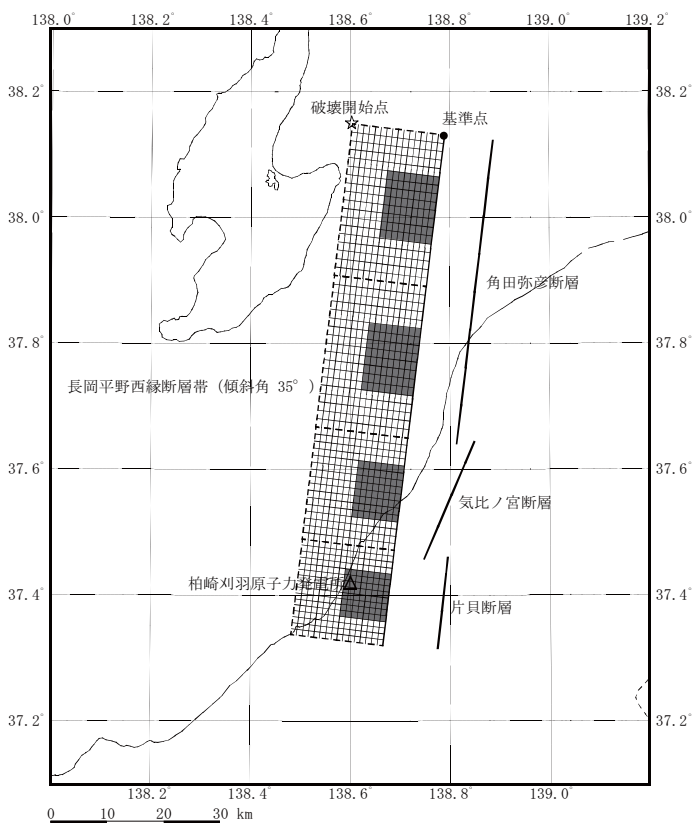 138.0° 138.2° 138.4° 138.6° 138.8° 139.0° 139.2°
38.2° 38.2°
破壊開始点
基準点
38.0° 38.0°
角田弥彦断層
37.8° 37.8°
長岡平野西縁断層帯 (傾斜角 35° )
37.6° 37.6°
気比ノ宮断層
柏崎刈羽原子力発電所
37.4° 37.4°
片貝断層
37.2° 37.2°
138.2° 138.4° 138.6° 138.8° 139.0°
0 10 20 30 km